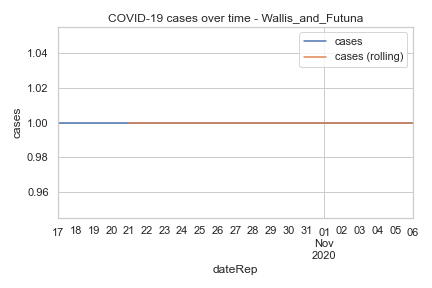 COVID-19 cases over time - Wallis_and_Futuna
cases
cases (rolling)
1.04
1.02
1.00
0.98
0.96
cases
17 18 19 20 21 22 23 24 25 26 27 28 29 30 31 01 02 03 04 05 06
Nov
2020
dateRep